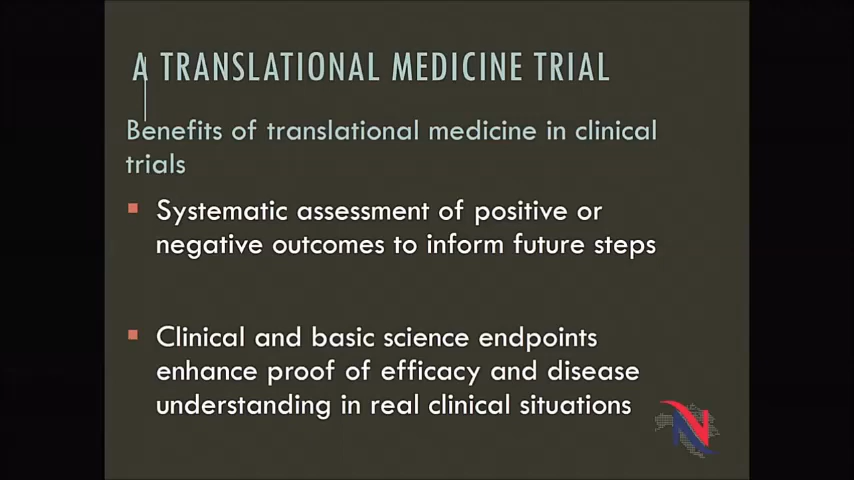 A TRANSLATIONAL MEDICINE TRIAL
Benefits of translational medicine in clinical
trials
Systematic assessment of positive or
negative outcomes to inform future steps
Clinical and basic science endpoints
enhance proof of efficacy and disease
understanding in real clinical situations
N